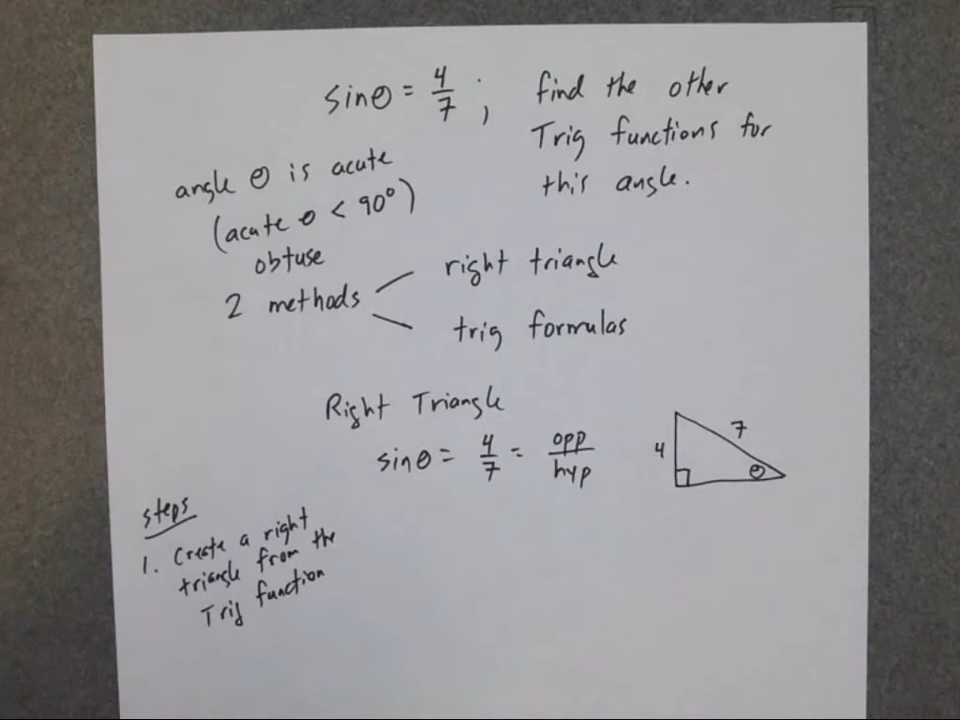 sinθ = 4/7 ; find the other
Trig functions for
this angle.
angle θ is acute
(acute θ < 90°)
obtuse
2 methods
right triangle
trig formulas
Right Triangle
sinθ = 4/7 = opp/hyp
4
7
θ
steps
1. Create a right
triangle from the
Trig function